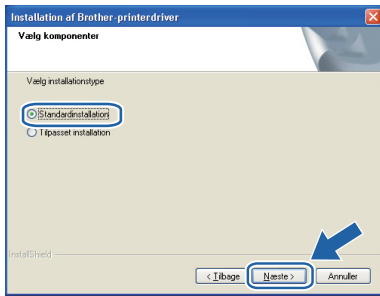 Installation af Brother-printerdriver
Vælg komponenter
Vælg installationstype
Standardinstallation
Tilpasset installation
InstallShield
< Tilbage Næste > Annuller